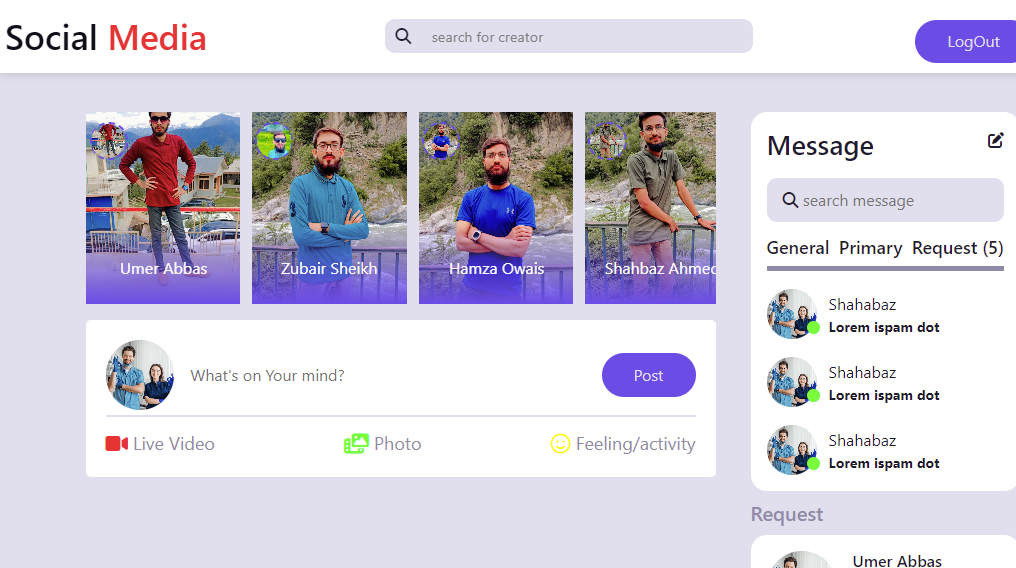 Social Media
search for creator
LogOut
Umer Abbas
Zubair Sheikh
Hamza Owais
Shahbaz Ahmed
What's on Your mind?
Post
Live Video
Photo
Feeling/activity
Message
search message
General Primary Request (5)
Shahabaz
Lorem ispam dot
Shahabaz
Lorem ispam dot
Shahabaz
Lorem ispam dot
Request
Umer Abbas